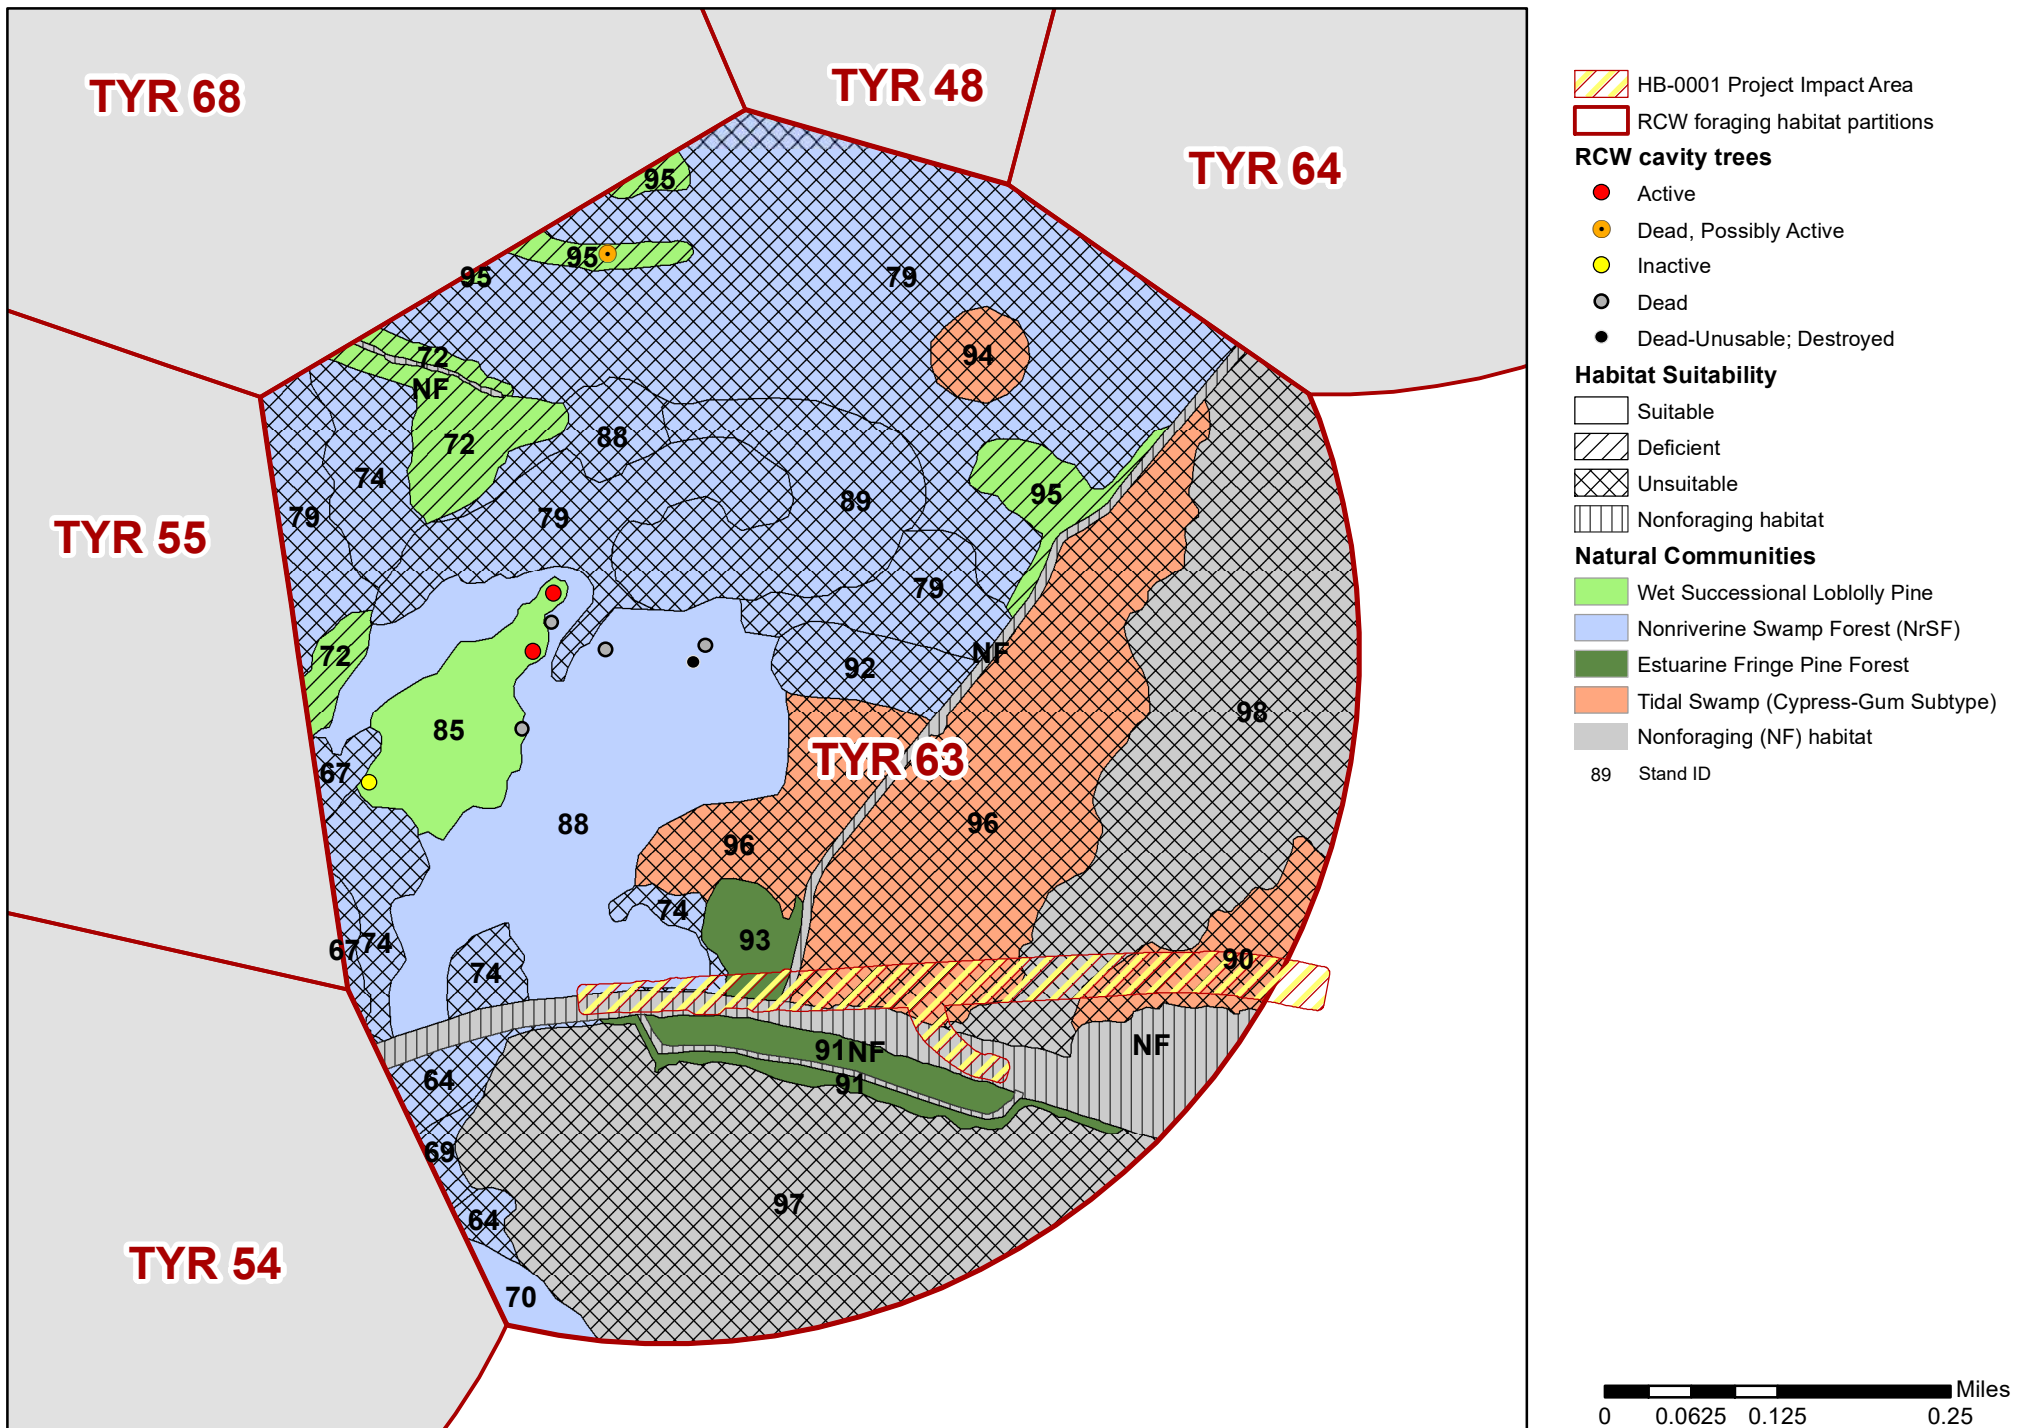 TYR 68
TYR 48
TYR 64
TYR 55
TYR 63
TYR 54
95
95
95
79
94
72
NF
72
88
74
79
79
89
95
79
72
92
NF
85
67
98
88
96
96
74
93
67
74
74
90
91
NF
NF
91
64
69
97
64
70
HB-0001 Project Impact Area
RCW foraging habitat partitions
RCW cavity trees
Active
Dead, Possibly Active
Inactive
Dead
Dead-Unusable; Destroyed
Habitat Suitability
Suitable
Deficient
Unsuitable
Nonforaging habitat
Natural Communities
Wet Successional Loblolly Pine
Nonriverine Swamp Forest (NrSF)
Estuarine Fringe Pine Forest
Tidal Swamp (Cypress-Gum Subtype)
Nonforaging (NF) habitat
89 Stand ID
Miles
0 0.0625 0.125 0.25